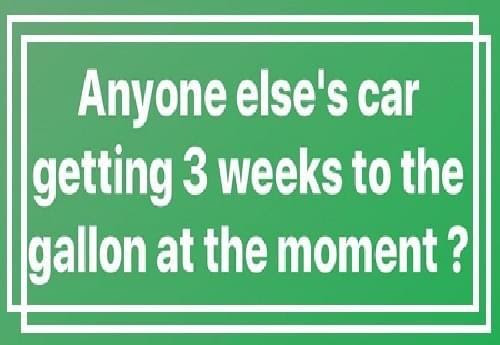 Anyone else's car
getting 3 weeks to the
gallon at the moment ?